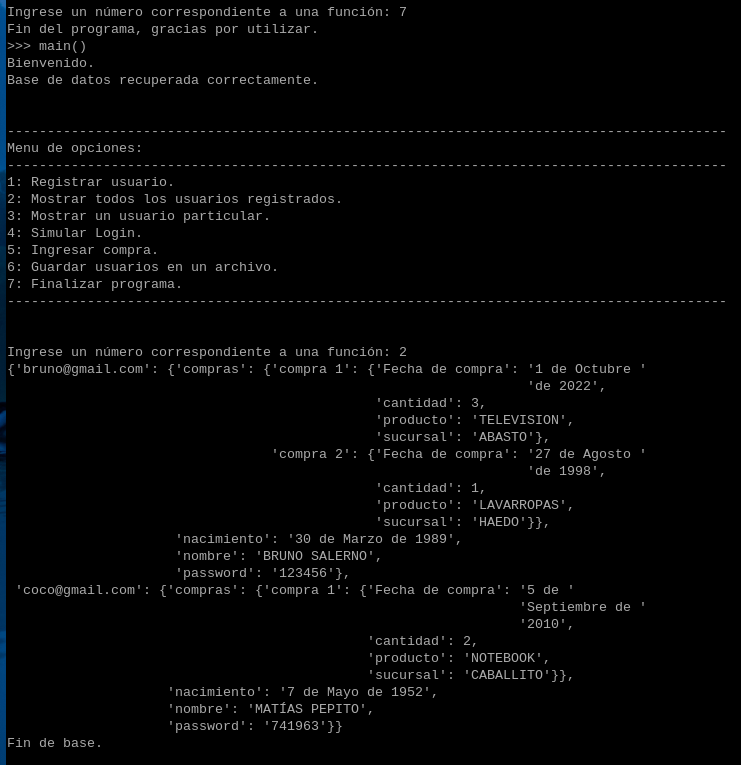 Ingrese un número correspondiente a una función: 7
Fin del programa, gracias por utilizar.
>>> main()
Bienvenido.
Base de datos recuperada correctamente.
------------------------------------------------------------------------------------------
Menu de opciones:
------------------------------------------------------------------------------------------
1: Registrar usuario.
2: Mostrar todos los usuarios registrados.
3: Mostrar un usuario particular.
4: Simular Login.
5: Ingresar compra.
6: Guardar usuarios en un archivo.
7: Finalizar programa.
------------------------------------------------------------------------------------------
Ingrese un número correspondiente a una función: 2
{'bruno@gmail.com': {'compras': {'compra 1': {'Fecha de compra': '1 de Octubre '
'de 2022',
'cantidad': 3,
'producto': 'TELEVISION',
'sucursal': 'ABASTO'},
'compra 2': {'Fecha de compra': '27 de Agosto '
'de 1998',
'cantidad': 1,
'producto': 'LAVARROPAS',
'sucursal': 'HAEDO'}},
'nacimiento': '30 de Marzo de 1989',
'nombre': 'BRUNO SALERNO',
'password': '123456'},
'coco@gmail.com': {'compras': {'compra 1': {'Fecha de compra': '5 de '
'Septiembre de '
'2010',
'cantidad': 2,
'producto': 'NOTEBOOK',
'sucursal': 'CABALLITO'}},
'nacimiento': '7 de Mayo de 1952',
'nombre': 'MATÍAS PEPITO',
'password': '741963'}}
Fin de base.